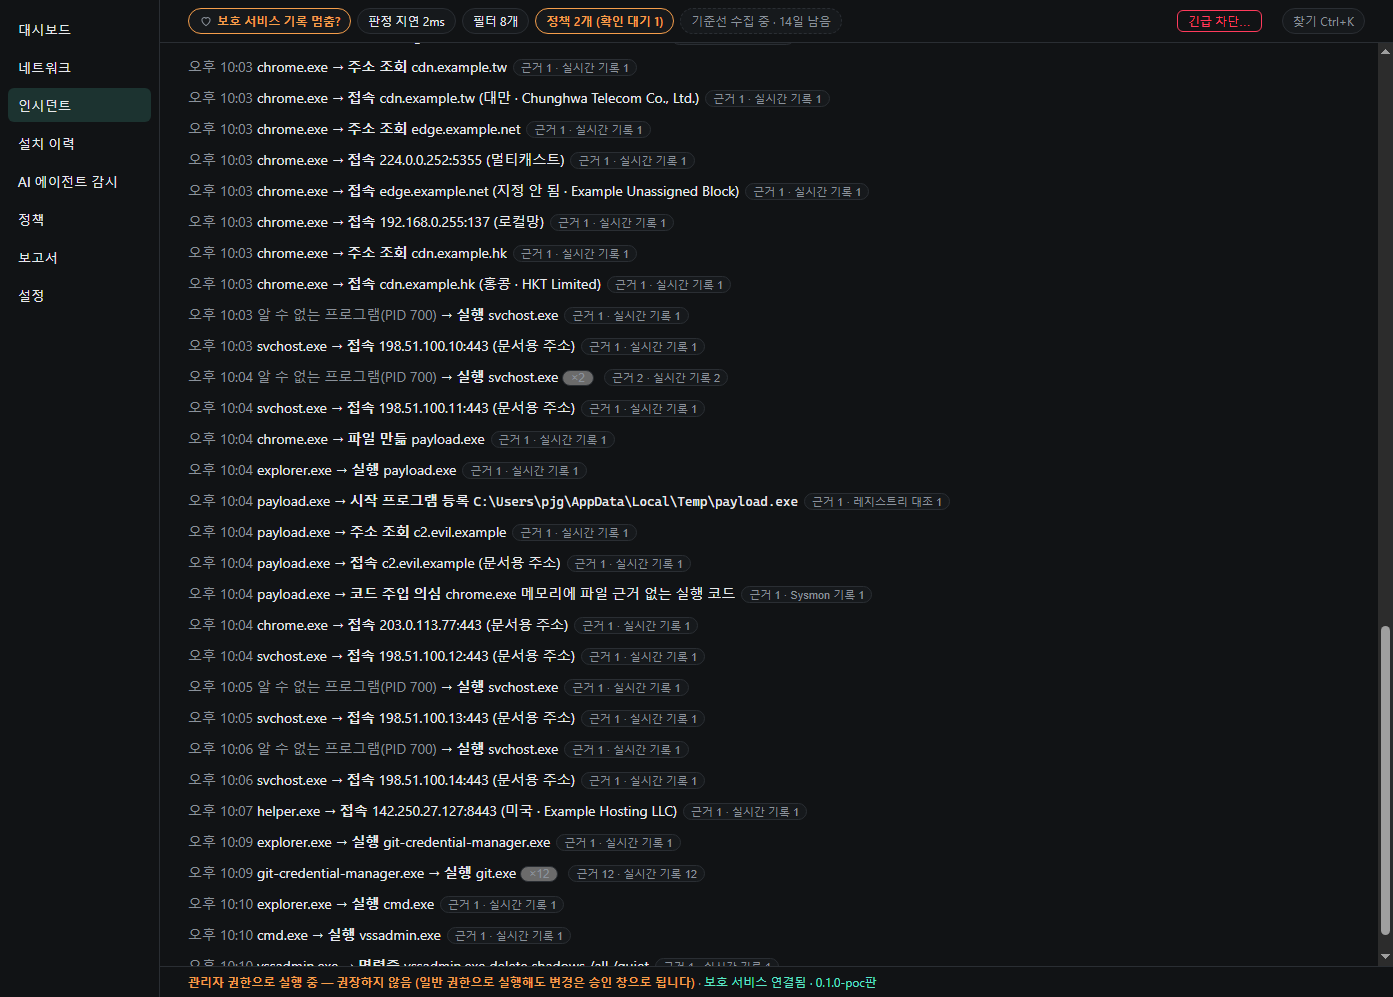 대시보드
네트워크
인시던트
설치 이력
AI 에이전트 감시
정책
보고서
설정
♡ 보호 서비스 기록 멈춤?
판정 지연 2ms
필터 8개
정책 2개 (확인 대기 1)
기준선 수집 중 · 14일 남음
긴급 차단...
찾기 Ctrl+K
오후 10:03 chrome.exe → 주소 조회 cdn.example.tw 근거 1 · 실시간 기록 1
오후 10:03 chrome.exe → 접속 cdn.example.tw (대만 · Chunghwa Telecom Co., Ltd.) 근거 1 · 실시간 기록 1
오후 10:03 chrome.exe → 주소 조회 edge.example.net 근거 1 · 실시간 기록 1
오후 10:03 chrome.exe → 접속 224.0.0.252:5355 (멀티캐스트) 근거 1 · 실시간 기록 1
오후 10:03 chrome.exe → 접속 edge.example.net (지정 안 됨 · Example Unassigned Block) 근거 1 · 실시간 기록 1
오후 10:03 chrome.exe → 접속 192.168.0.255:137 (로컬망) 근거 1 · 실시간 기록 1
오후 10:03 chrome.exe → 주소 조회 cdn.example.hk 근거 1 · 실시간 기록 1
오후 10:03 chrome.exe → 접속 cdn.example.hk (홍콩 · HKT Limited) 근거 1 · 실시간 기록 1
오후 10:03 알 수 없는 프로그램(PID 700) → 실행 svchost.exe 근거 1 · 실시간 기록 1
오후 10:03 svchost.exe → 접속 198.51.100.10:443 (문서용 주소) 근거 1 · 실시간 기록 1
오후 10:04 알 수 없는 프로그램(PID 700) → 실행 svchost.exe ×2 근거 2 · 실시간 기록 2
오후 10:04 svchost.exe → 접속 198.51.100.11:443 (문서용 주소) 근거 1 · 실시간 기록 1
오후 10:04 chrome.exe → 파일 만듦 payload.exe 근거 1 · 실시간 기록 1
오후 10:04 explorer.exe → 실행 payload.exe 근거 1 · 실시간 기록 1
오후 10:04 payload.exe → 시작 프로그램 등록 C:\Users\pjg\AppData\Local\Temp\payload.exe 근거 1 · 레지스트리 대조 1
오후 10:04 payload.exe → 주소 조회 c2.evil.example 근거 1 · 실시간 기록 1
오후 10:04 payload.exe → 접속 c2.evil.example (문서용 주소) 근거 1 · 실시간 기록 1
오후 10:04 payload.exe → 코드 주입 의심 chrome.exe 메모리에 파일 근거 없는 실행 코드 근거 1 · Sysmon 기록 1
오후 10:04 chrome.exe → 접속 203.0.113.77:443 (문서용 주소) 근거 1 · 실시간 기록 1
오후 10:04 svchost.exe → 접속 198.51.100.12:443 (문서용 주소) 근거 1 · 실시간 기록 1
오후 10:05 알 수 없는 프로그램(PID 700) → 실행 svchost.exe 근거 1 · 실시간 기록 1
오후 10:05 svchost.exe → 접속 198.51.100.13:443 (문서용 주소) 근거 1 · 실시간 기록 1
오후 10:06 알 수 없는 프로그램(PID 700) → 실행 svchost.exe 근거 1 · 실시간 기록 1
오후 10:06 svchost.exe → 접속 198.51.100.14:443 (문서용 주소) 근거 1 · 실시간 기록 1
오후 10:07 helper.exe → 접속 142.250.27.127:8443 (미국 · Example Hosting LLC) 근거 1 · 실시간 기록 1
오후 10:09 explorer.exe → 실행 git-credential-manager.exe 근거 1 · 실시간 기록 1
오후 10:09 git-credential-manager.exe → 실행 git.exe ×12 근거 12 · 실시간 기록 12
오후 10:10 explorer.exe → 실행 cmd.exe 근거 1 · 실시간 기록 1
오후 10:10 cmd.exe → 실행 vssadmin.exe 근거 1 · 실시간 기록 1
오후 10:10 vssadmin.exe → 명령줄 vssadmin.exe delete shadows /all /quiet 근거 1 · 실시간 기록 1
관리자 권한으로 실행 중 — 권장하지 않음 (일반 권한으로 실행해도 변경은 승인 창으로 됩니다) · 보호 서비스 연결됨 · 0.1.0-poc판